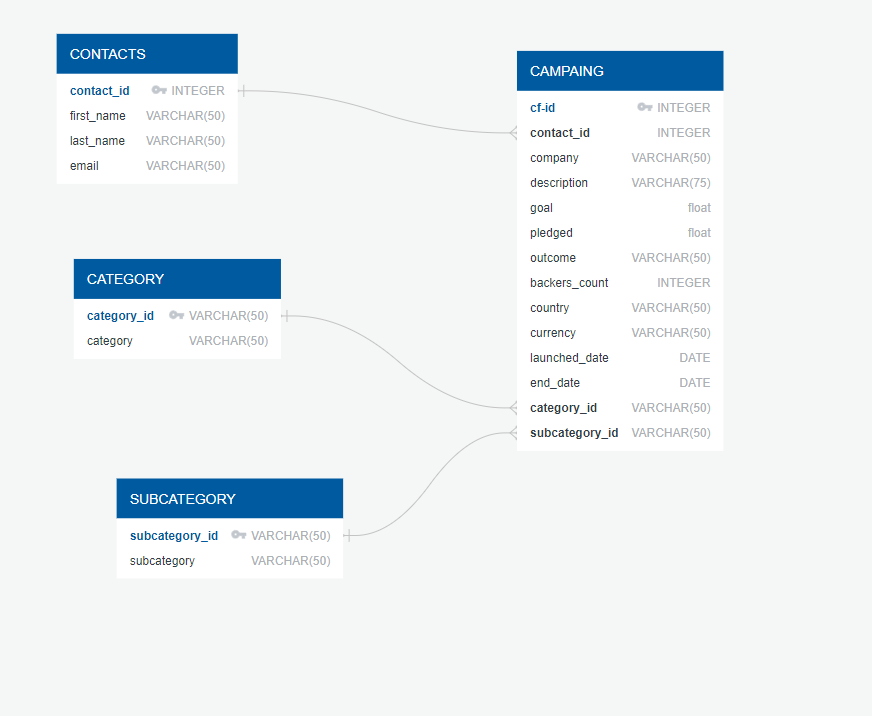 CONTACTS
contact_id INTEGER
first_name VARCHAR(50)
last_name VARCHAR(50)
email VARCHAR(50)
CAMPAING
cf-id INTEGER
contact_id INTEGER
company VARCHAR(50)
description VARCHAR(75)
goal float
pledged float
outcome VARCHAR(50)
backers_count INTEGER
country VARCHAR(50)
currency VARCHAR(50)
launched_date DATE
end_date DATE
category_id VARCHAR(50)
subcategory_id VARCHAR(50)
CATEGORY
category_id VARCHAR(50)
category VARCHAR(50)
SUBCATEGORY
subcategory_id VARCHAR(50)
subcategory VARCHAR(50)